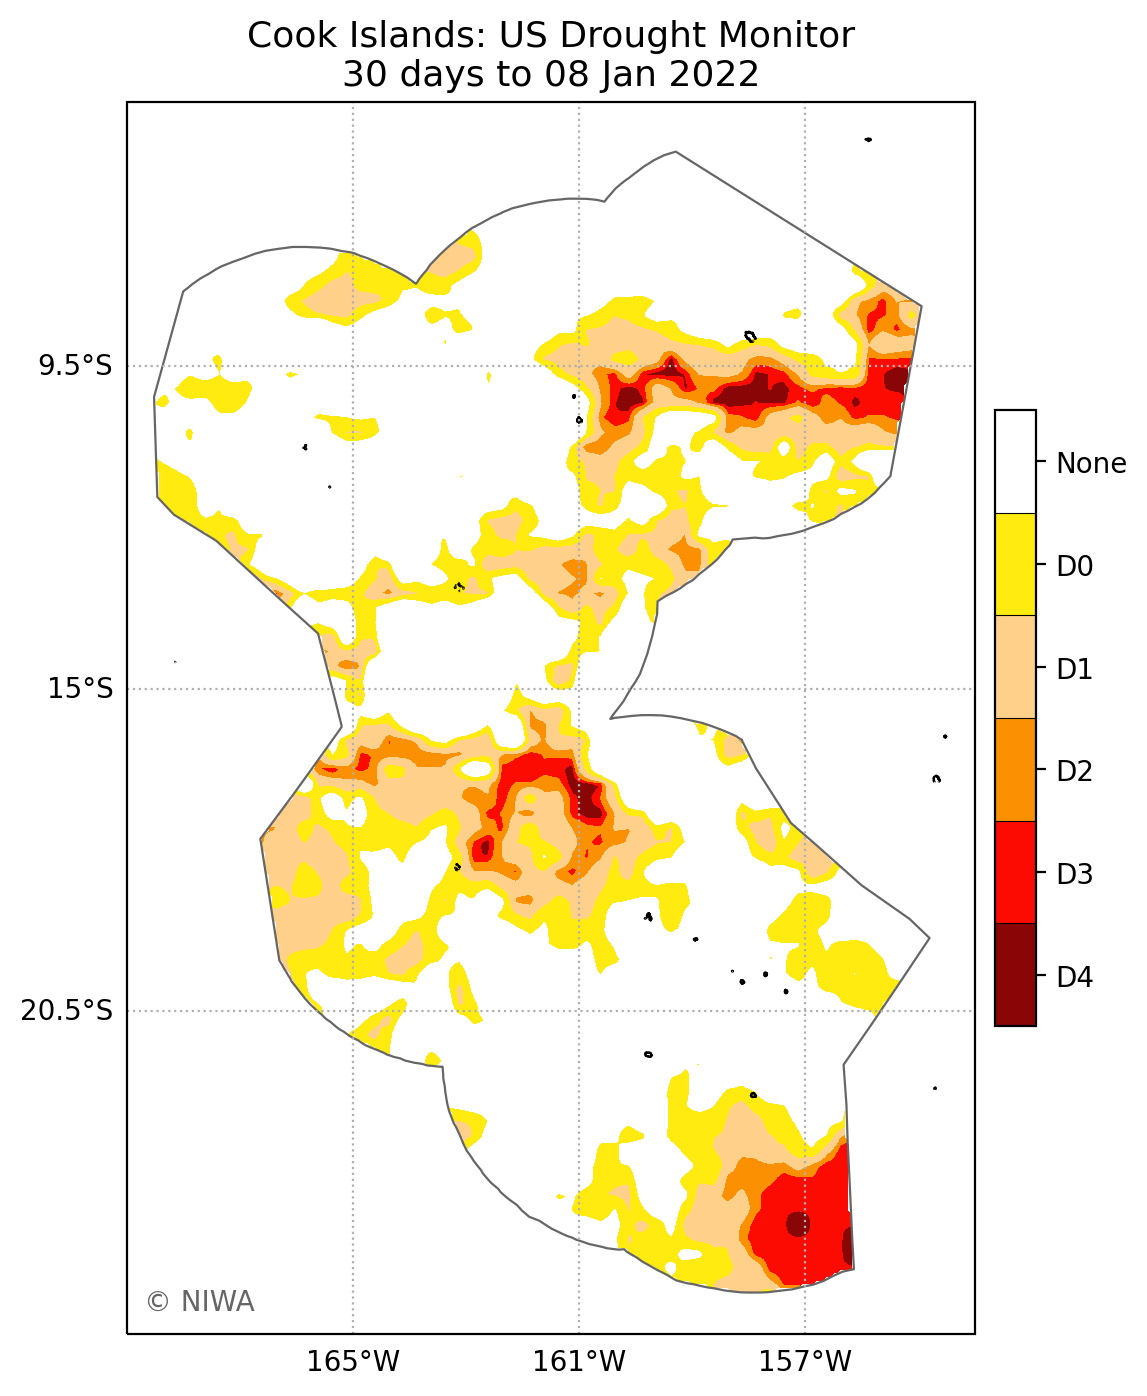 Cook Islands: US Drought Monitor
30 days to 08 Jan 2022
9.5°S
15°S
20.5°S
165°W
161°W
157°W
None
D0
D1
D2
D3
D4
© NIWA